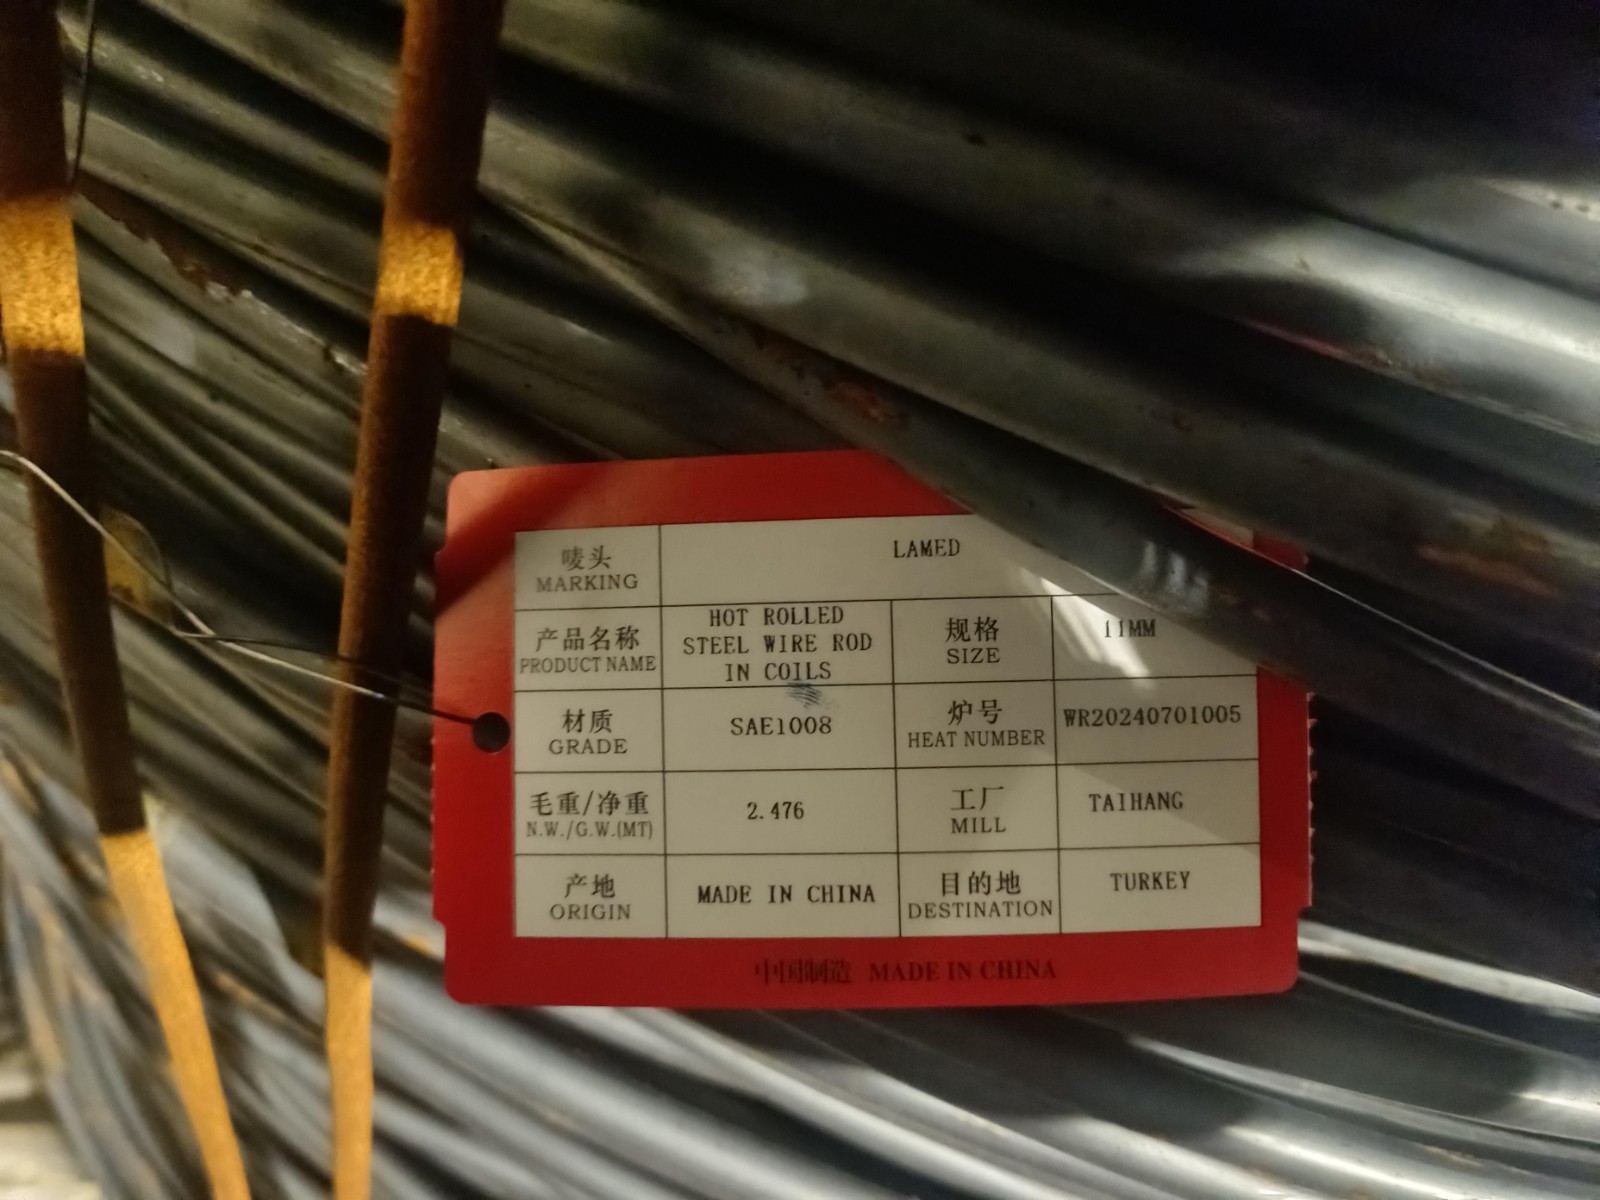 唛头
MARKING
LAMED
产品名称
PRODUCT NAME
HOT ROLLED
STEEL WIRE ROD
IN COILS
规格
SIZE
11MM
材质
GRADE
SAE1008
炉号
HEAT NUMBER
WR20240701005
毛重/净重
N.W./G.W.(MT)
2.476
工厂
MILL
TAIHANG
产地
ORIGIN
MADE IN CHINA
目的地
DESTINATION
TURKEY
中国制造 MADE IN CHINA